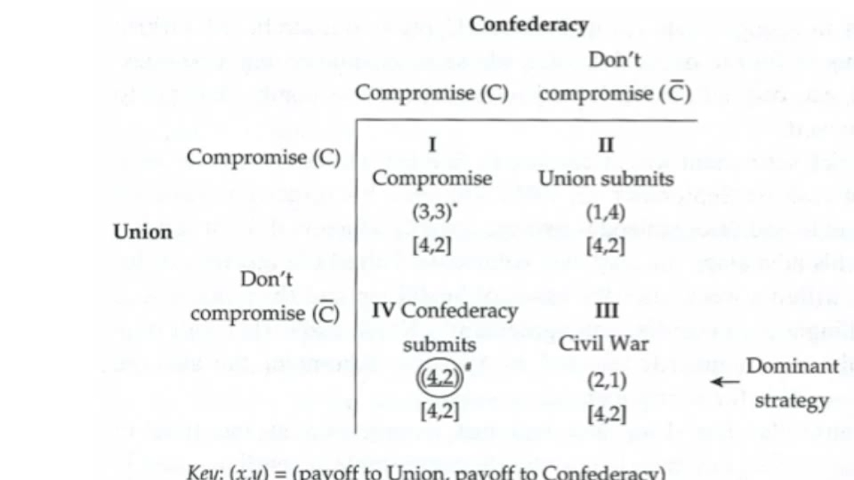 Confederacy
Don't
Compromise (C) compromise (C̅)
I II
Compromise (C)
Compromise Union submits
(3,3)* (1,4)
Union
[4,2] [4,2]
Don't
compromise (C̅)
IV Confederacy III
submits Civil War
(4,2)# (2,1) ← Dominant
[4,2] [4,2] strategy
Key: (x,y) = (payoff to Union, payoff to Confederacy)